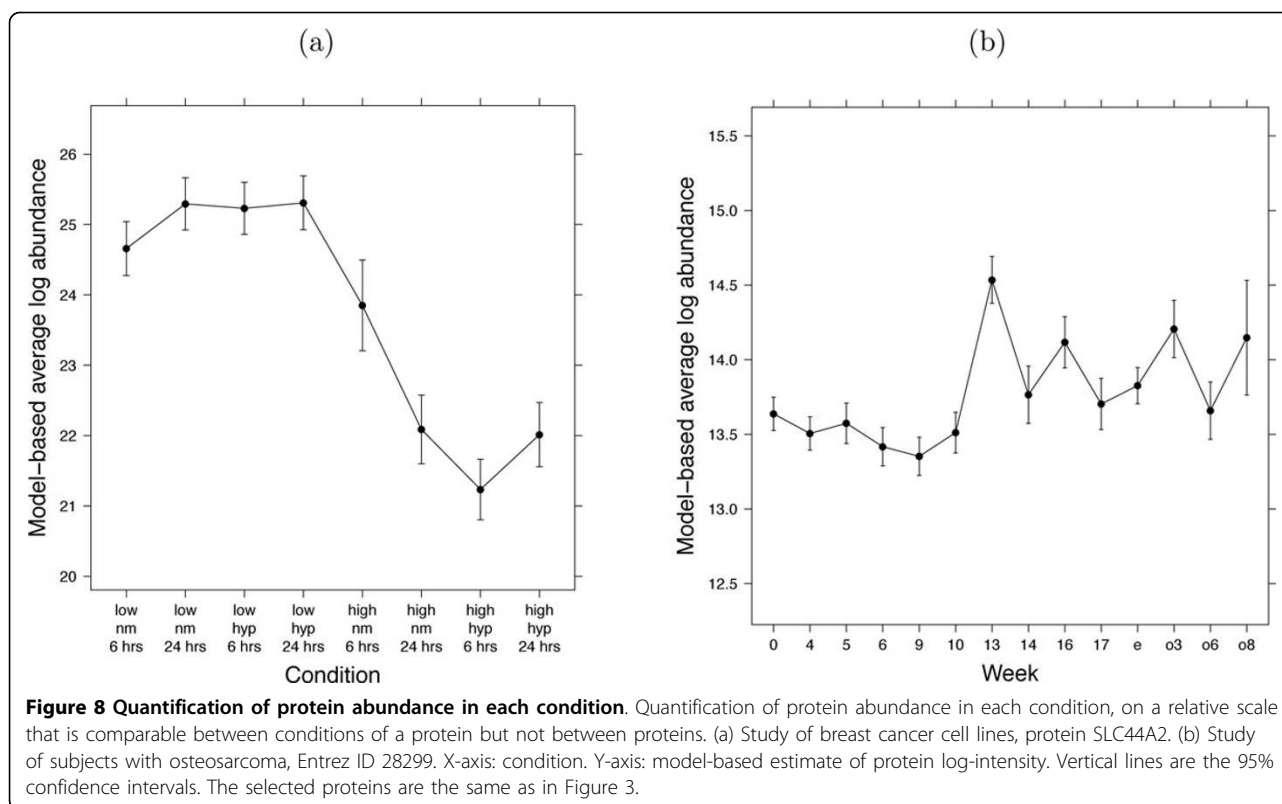 (a)
(b)
Model-based average log abundance
26
25
24
23
22
21
20
low nm 6 hrs
low nm 24 hrs
low hyp 6 hrs
low hyp 24 hrs
high nm 6 hrs
high nm 24 hrs
high hyp 6 hrs
high hyp 24 hrs
Condition
Model-based average log abundance
15.5
15.0
14.5
14.0
13.5
13.0
12.5
0 4 5 6 9 10 13 14 16 17 e o3 o6 o8
Week
Figure 8 Quantification of protein abundance in each condition. Quantification of protein abundance in each condition, on a relative scale
that is comparable between conditions of a protein but not between proteins. (a) Study of breast cancer cell lines, protein SLC44A2. (b) Study
of subjects with osteosarcoma, Entrez ID 28299. X-axis: condition. Y-axis: model-based estimate of protein log-intensity. Vertical lines are the 95%
confidence intervals. The selected proteins are the same as in Figure 3.